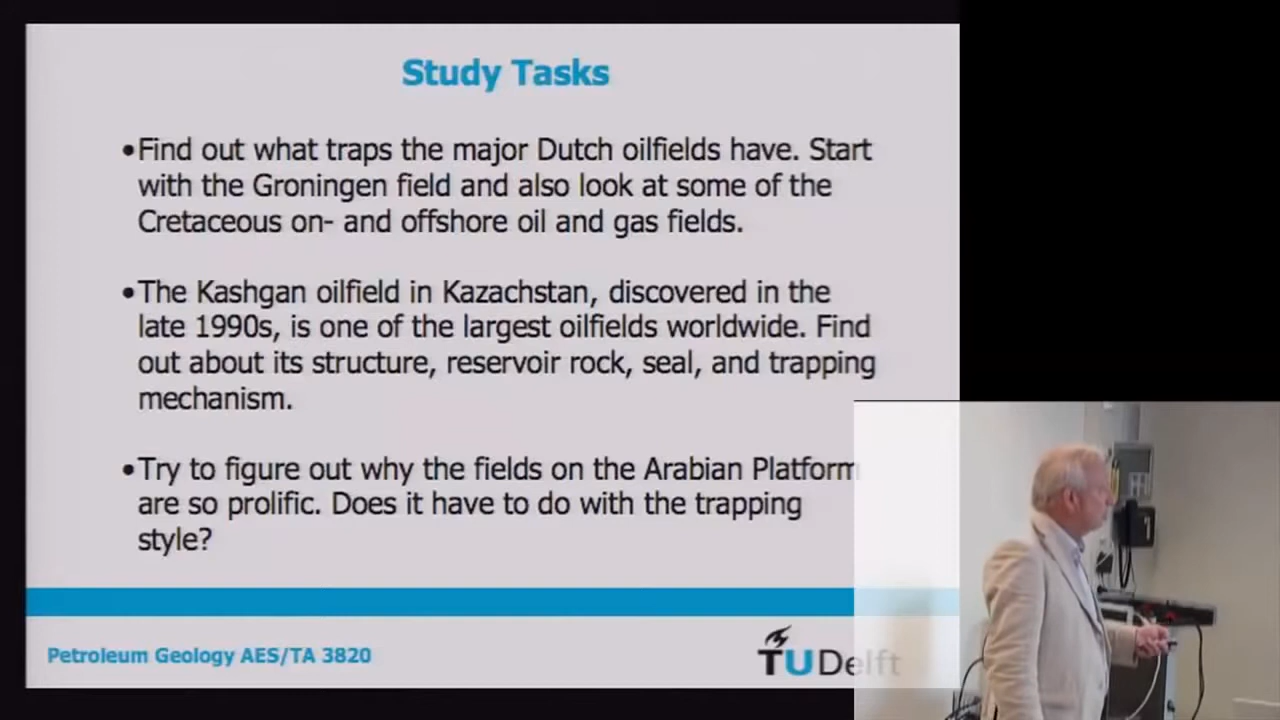 Study Tasks
•Find out what traps the major Dutch oilfields have. Start
with the Groningen field and also look at some of the
Cretaceous on- and offshore oil and gas fields.
•The Kashgan oilfield in Kazachstan, discovered in the
late 1990s, is one of the largest oilfields worldwide. Find
out about its structure, reservoir rock, seal, and trapping
mechanism.
•Try to figure out why the fields on the Arabian Platform
are so prolific. Does it have to do with the trapping
style?
Petroleum Geology AES/TA 3820
TU Delft